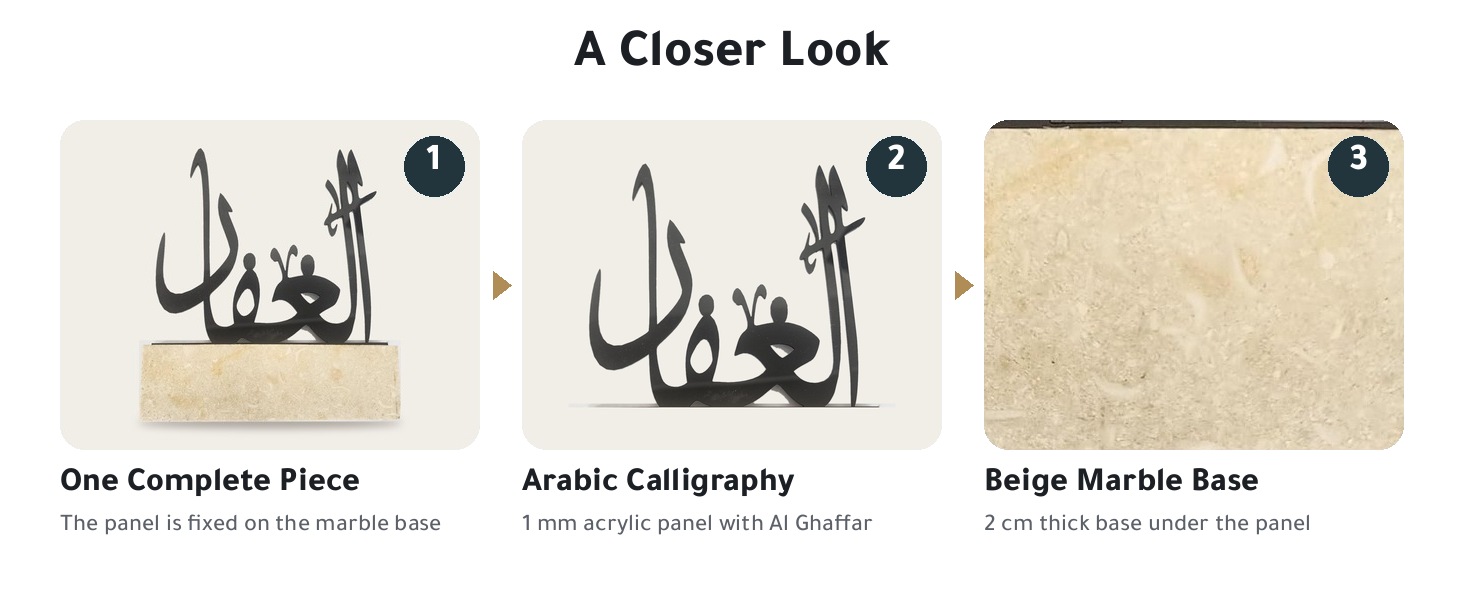 A Closer Look
1
الغفار
2
الغفار
3
One Complete Piece
The panel is fixed on the marble base
Arabic Calligraphy
1 mm acrylic panel with Al Ghaffar
Beige Marble Base
2 cm thick base under the panel